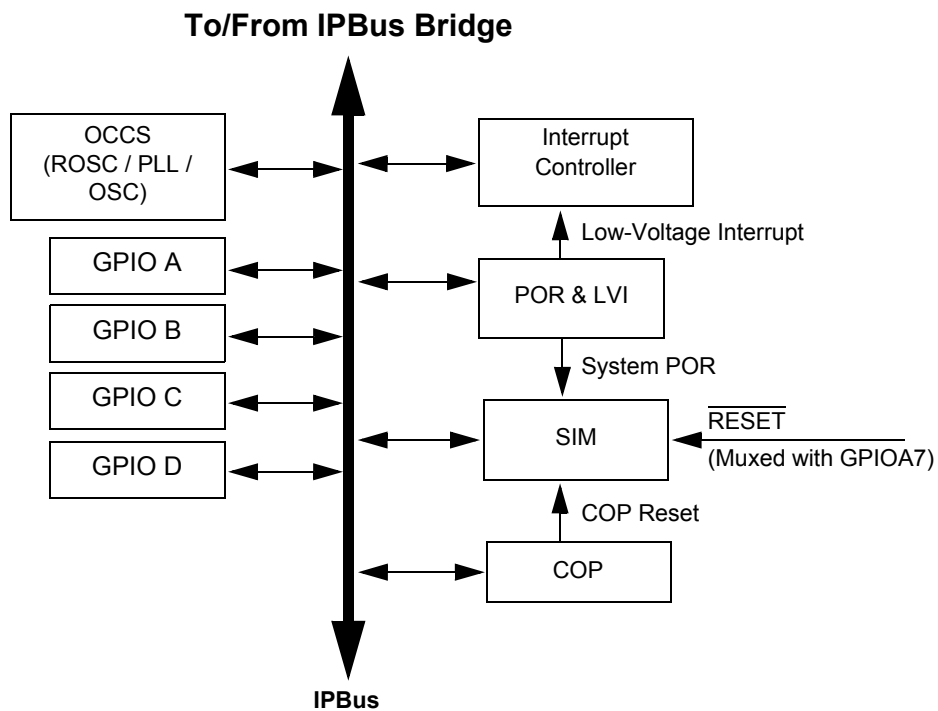 To/From IPBus Bridge
OCCS
(ROSC / PLL /
OSC)
GPIO A
GPIO B
GPIO C
GPIO D
Interrupt
Controller
Low-Voltage Interrupt
POR & LVI
System POR
SIM
RESET
(Muxed with GPIOA7)
COP Reset
COP
IPBus